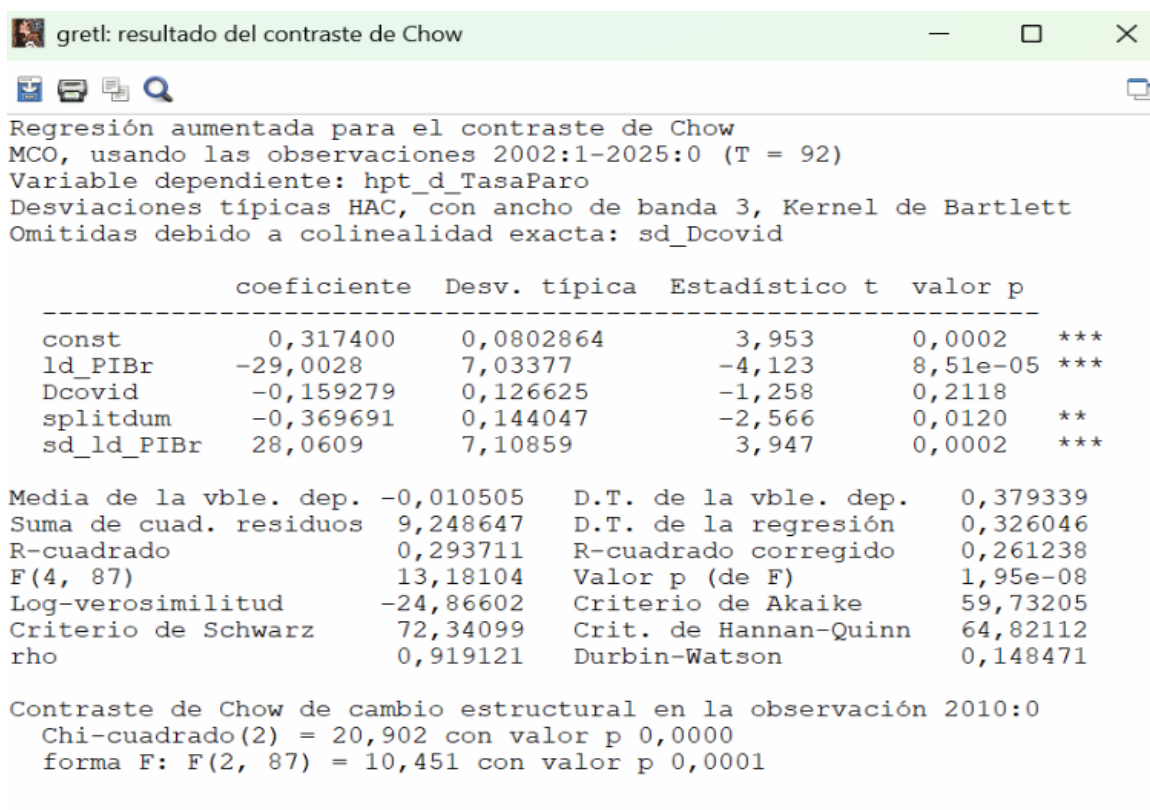 gretl: resultado del contraste de Chow
Regresión aumentada para el contraste de Chow
MCO, usando las observaciones 2002:1-2025:0 (T = 92)
Variable dependiente: hpt_d_TasaParo
Desviaciones típicas HAC, con ancho de banda 3, Kernel de Bartlett
Omitidas debido a colinealidad exacta: sd_Dcovid
coeficiente Desv. típica Estadístico t valor p
----------------------------------------------------------------
const 0,317400 0,0802864 3,953 0,0002 ***
ld_PIBr -29,0028 7,03377 -4,123 8,51e-05 ***
Dcovid -0,159279 0,126625 -1,258 0,2118
splitdum -0,369691 0,144047 -2,566 0,0120 **
sd_ld_PIBr 28,0609 7,10859 3,947 0,0002 ***
Media de la vble. dep. -0,010505 D.T. de la vble. dep. 0,379339
Suma de cuad. residuos 9,248647 D.T. de la regresión 0,326046
R-cuadrado 0,293711 R-cuadrado corregido 0,261238
F(4, 87) 13,18104 Valor p (de F) 1,95e-08
Log-verosimilitud -24,86602 Criterio de Akaike 59,73205
Criterio de Schwarz 72,34099 Crit. de Hannan-Quinn 64,82112
rho 0,919121 Durbin-Watson 0,148471
Contraste de Chow de cambio estructural en la observación 2010:0
Chi-cuadrado(2) = 20,902 con valor p 0,0000
forma F: F(2, 87) = 10,451 con valor p 0,0001